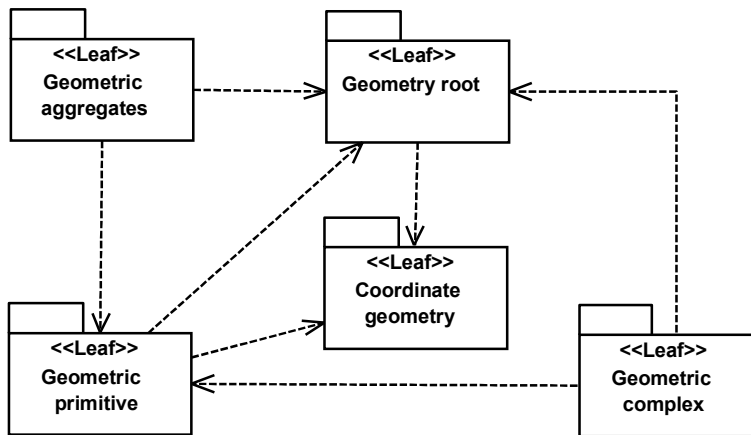 <<Leaf>>
Geometric
aggregates
<<Leaf>>
Geometry root
<<Leaf>>
Coordinate
geometry
<<Leaf>>
Geometric
primitive
<<Leaf>>
Geometric
complex